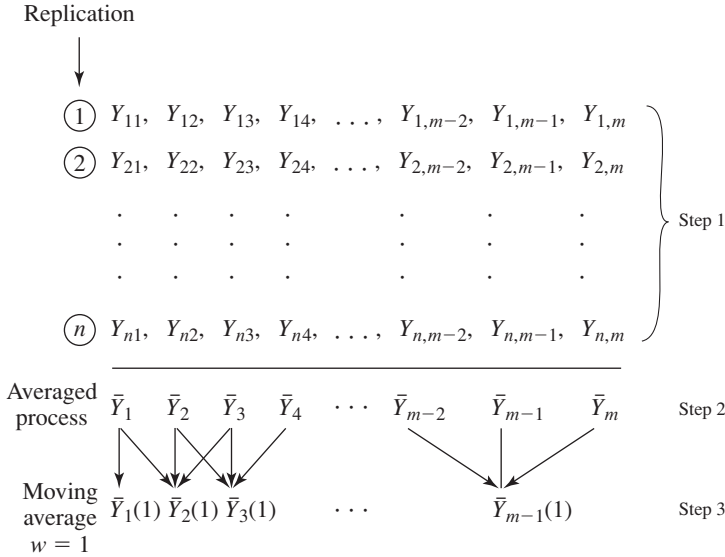 Replication
1 Y₁₁, Y₁₂, Y₁₃, Y₁₄, . . . , Y₁,ₘ₋₂, Y₁,ₘ₋₁, Y₁,ₘ
2 Y₂₁, Y₂₂, Y₂₃, Y₂₄, . . . , Y₂,ₘ₋₂, Y₂,ₘ₋₁, Y₂,ₘ
. . . . . . .
. . . . . . .
. . . . . . .
Step 1
n Yₙ₁, Yₙ₂, Yₙ₃, Yₙ₄, . . . , Yₙ,ₘ₋₂, Yₙ,ₘ₋₁, Yₙ,ₘ
Averaged
process
Ȳ₁ Ȳ₂ Ȳ₃ Ȳ₄ · · · Ȳₘ₋₂ Ȳₘ₋₁ Ȳₘ Step 2
Moving
average
w = 1
Ȳ₁(1) Ȳ₂(1) Ȳ₃(1) · · · Ȳₘ₋₁(1) Step 3